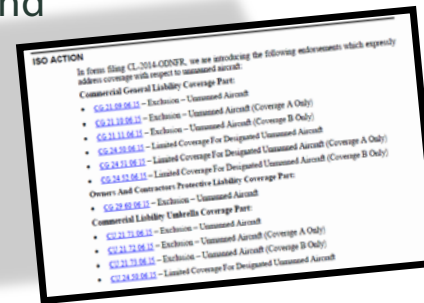 nd
ISO ACTION
In forms filing CL-2014-ODNFR, we are introducing the following endorsements which expressly
address coverage with respect to unmanned aircraft:
Commercial General Liability Coverage Part:
• CG 21 09 06 15 – Exclusion – Unmanned Aircraft
• CG 21 10 06 15 – Exclusion – Unmanned Aircraft (Coverage A Only)
• CG 21 11 06 15 – Exclusion – Unmanned Aircraft (Coverage B Only)
• CG 24 50 06 15 – Limited Coverage For Designated Unmanned Aircraft
• CG 24 51 06 15 – Limited Coverage For Designated Unmanned Aircraft (Coverage A Only)
• CG 24 52 06 15 – Limited Coverage For Designated Unmanned Aircraft (Coverage B Only)
Owners And Contractors Protective Liability Coverage Part:
• CG 29 60 06 15 – Exclusion – Unmanned Aircraft
Commercial Liability Umbrella Coverage Part:
• CU 21 71 06 15 – Exclusion – Unmanned Aircraft
• CU 21 72 06 15 – Exclusion – Unmanned Aircraft (Coverage A Only)
• CU 21 73 06 15 – Exclusion – Unmanned Aircraft (Coverage B Only)
• CU 24 50 06 15 – Limited Coverage For Designated Unmanned Aircraft